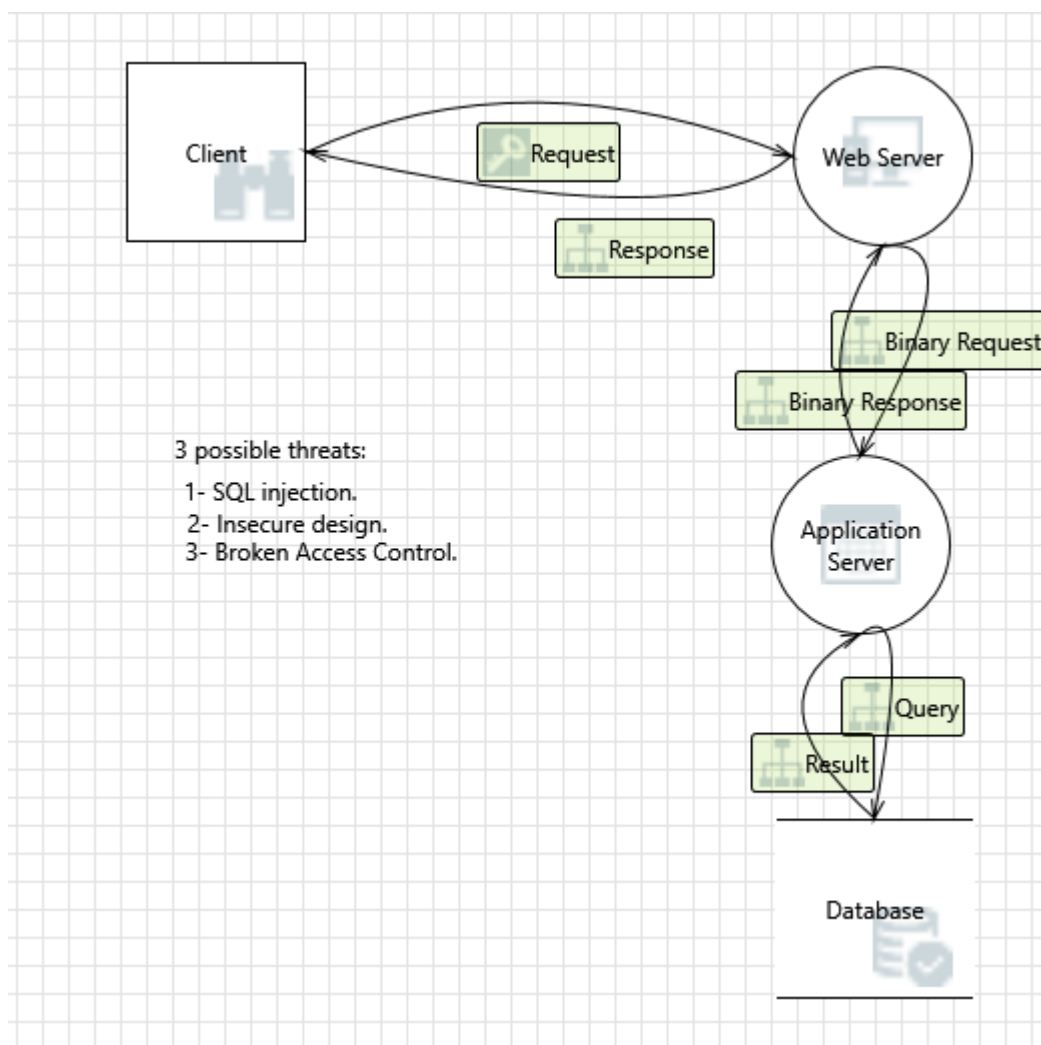 Client
Request
Web Server
Response
Binary Request
Binary Response
3 possible threats:
1- SQL injection.
2- Insecure design.
3- Broken Access Control.
Application
Server
Query
Result
Database